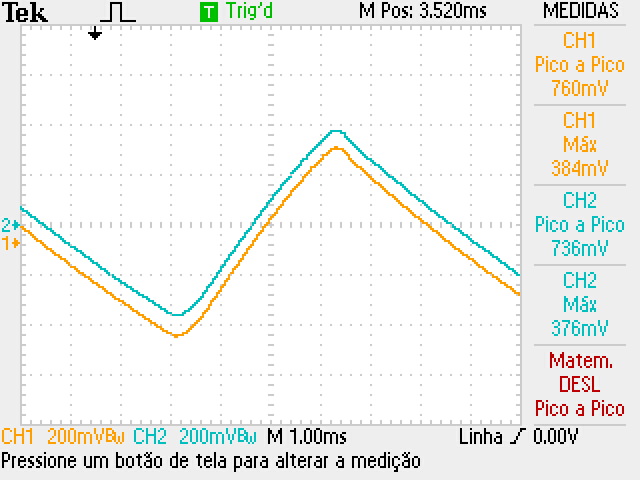 Tek T Trig'd M Pos: 3.520ms MEDIDAS
CH1
Pico a Pico
760mV
CH1
Máx
384mV
CH2
Pico a Pico
736mV
CH2
Máx
376mV
Matem.
DESL
Pico a Pico
2
1
CH1 200mVBw CH2 200mVBw M 1.00ms Linha 0.00V
Pressione um botão de tela para alterar a medição